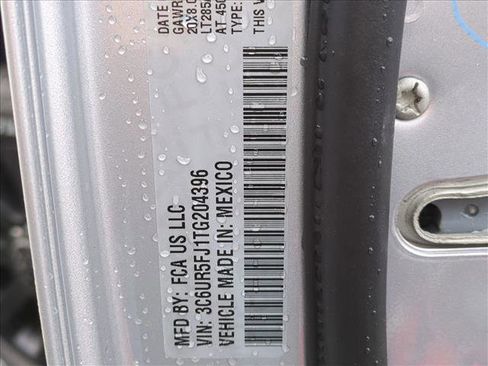 DATE
GAWR
20X8.0
LT285
AT 450
TYPE:
THIS V
MFD BY: FCA US LLC
VIN: 3C6UR5FJ1TG204396
VEHICLE MADE IN: MEXICO